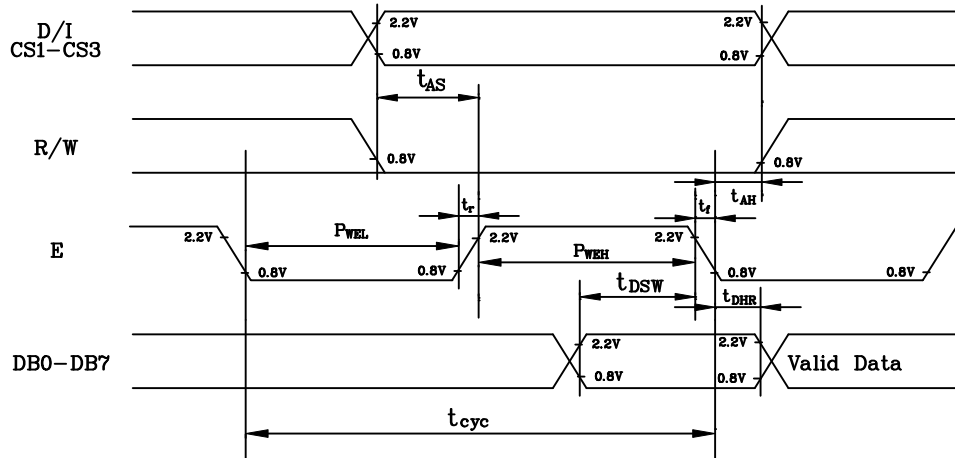 D/I
CS1-CS3
2.2V
2.2V
0.8V
0.8V
tAS
R/W
0.8V
0.8V
tAH
tr
tf
E
2.2V
PWEL
2.2V
2.2V
PWEH
0.8V
0.8V
0.8V
0.8V
tDSW
tDHR
DB0-DB7
2.2V
2.2V
Valid Data
0.8V
0.8V
tcyc